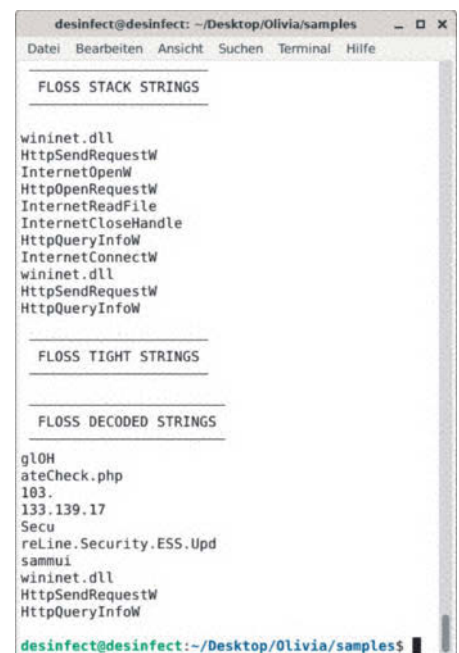 desinfect@desinfect: ~/Desktop/Olivia/samples
Datei Bearbeiten Ansicht Suchen Terminal Hilfe
FLOSS STACK STRINGS
wininet.dll
HttpSendRequestW
InternetOpenW
HttpOpenRequestW
InternetReadFile
InternetCloseHandle
HttpQueryInfoW
InternetConnectW
wininet.dll
HttpSendRequestW
HttpQueryInfoW
FLOSS TIGHT STRINGS
FLOSS DECODED STRINGS
glOH
ateCheck.php
103.
133.139.17
Secu
reLine.Security.ESS.Upd
sammui
wininet.dll
HttpSendRequestW
HttpQueryInfoW
desinfect@desinfect:~/Desktop/Olivia/samples$